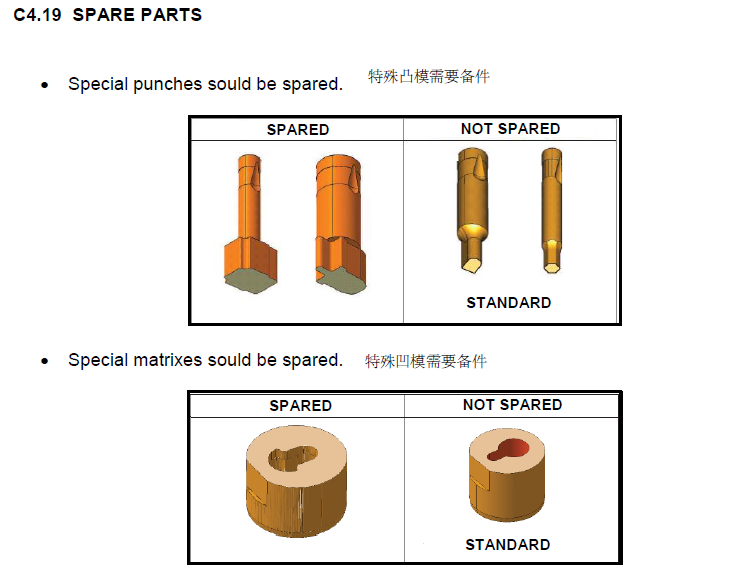 C4.19 SPARE PARTS
• Special punches sould be spared. 特殊凸模需要备件
SPARED NOT SPARED
STANDARD
• Special matrixes sould be spared. 特殊凹模需要备件
SPARED NOT SPARED
STANDARD